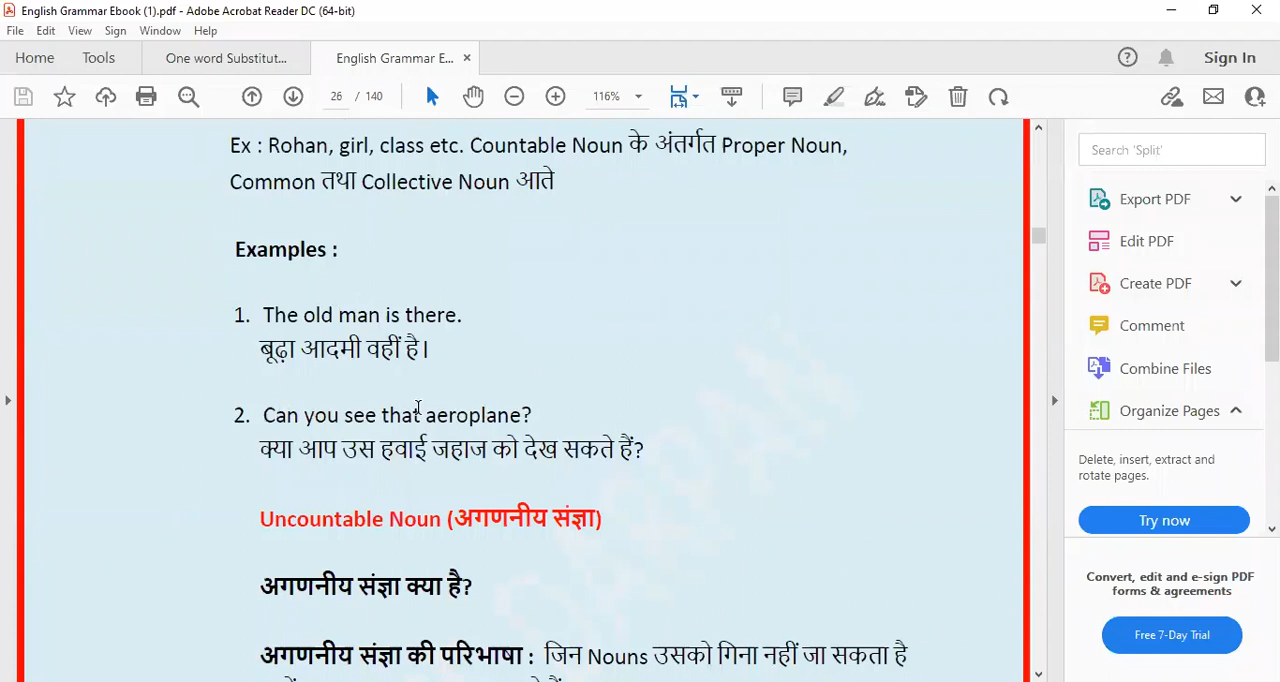 English Grammar Ebook (1).pdf - Adobe Acrobat Reader DC (64-bit)
File Edit View Sign Window Help
Home Tools One word Substitut... English Grammar E... × Sign In
26 / 140 116%
Ex : Rohan, girl, class etc. Countable Noun के अंतर्गत Proper Noun,
Common तथा Collective Noun आते
Examples :
1. The old man is there.
बूढ़ा आदमी वहीं है।
2. Can you see that aeroplane?
क्या आप उस हवाई जहाज को देख सकते हैं?
Uncountable Noun (अगणनीय संज्ञा)
अगणनीय संज्ञा क्या है?
अगणनीय संज्ञा की परिभाषा : जिन Nouns उसको गिना नहीं जा सकता है
Search 'Split'
Export PDF
Edit PDF
Create PDF
Comment
Combine Files
Organize Pages
Delete, insert, extract and
rotate pages.
Try now
Convert, edit and e-sign PDF
forms & agreements
Free 7-Day Trial